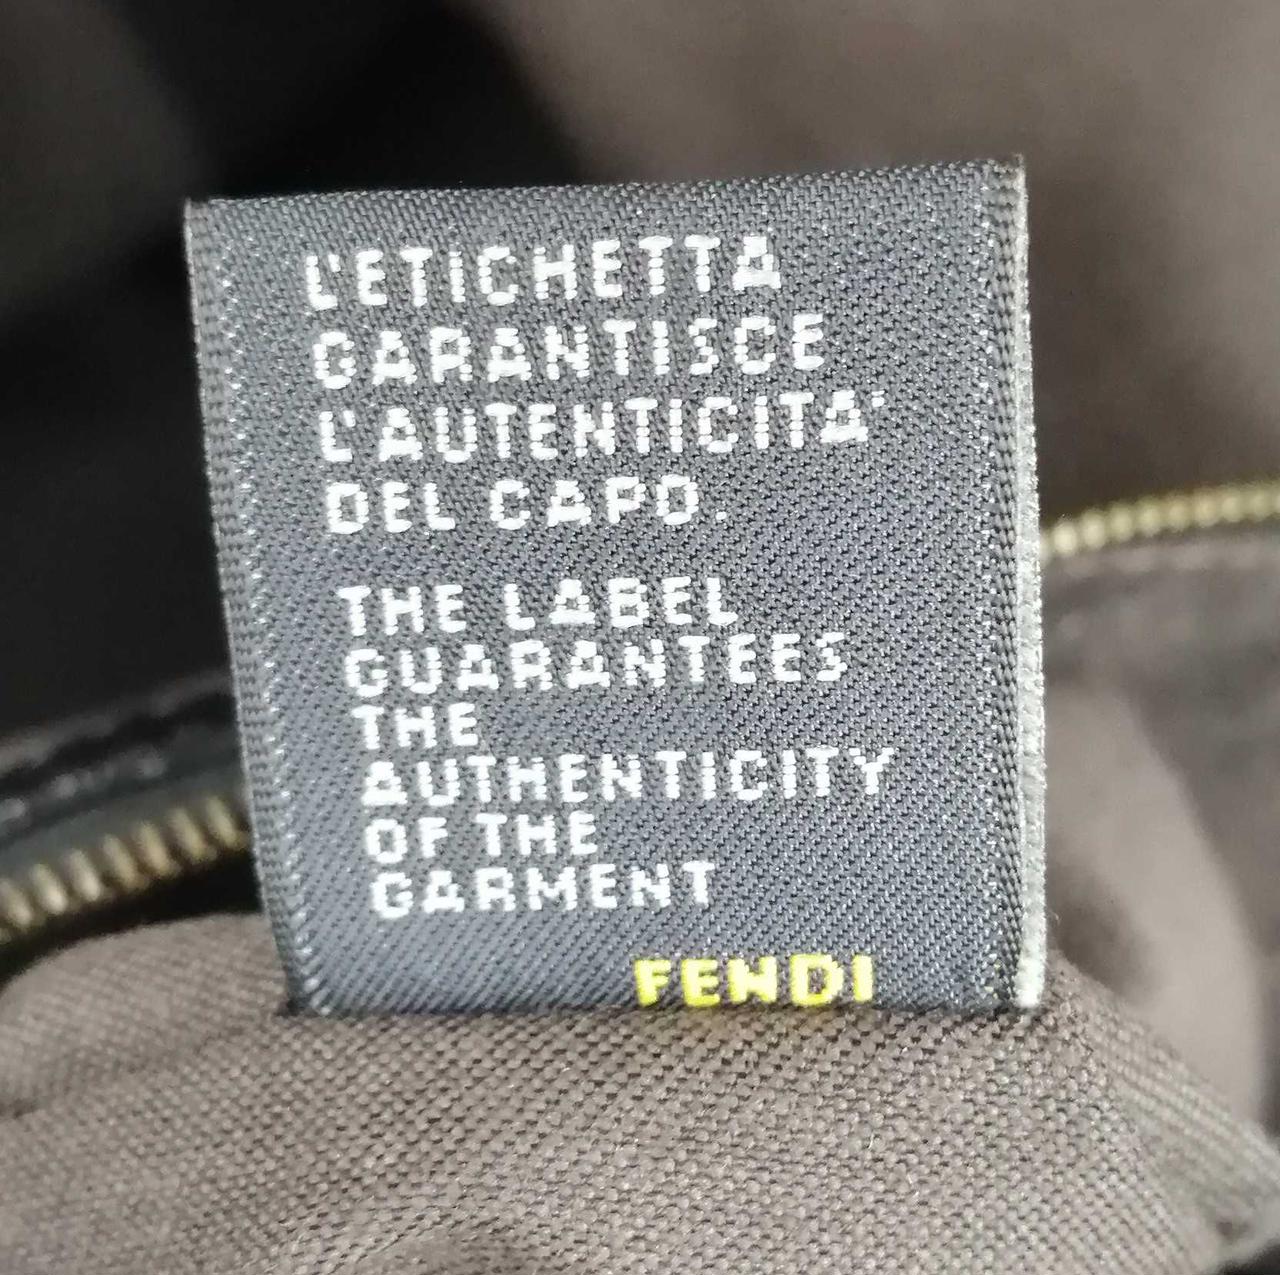 L'ETICHETTA
GARANTISCE
L'AUTENTICITA'
DEL CAPO.
THE LABEL
GUARANTEES
THE
AUTHENTICITY
OF THE
GARMENT
FENDI